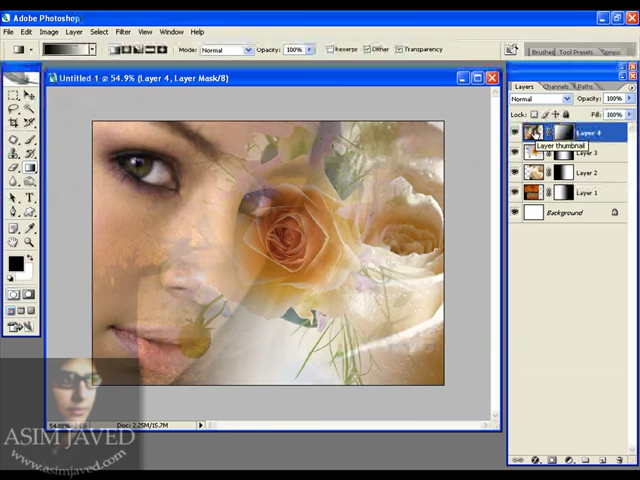 Adobe Photoshop
File Edit Image Layer Select Filter View Window Help
Mode: Normal Opacity: 100% Reverse Dither Transparency
Brushes Tool Presets
Untitled 1 @ 54.9% (Layer 4, Layer Mask/8)
Layers Channels Paths
Normal Opacity: 100%
Lock: Fill: 100%
Layer 4
Layer thumbnail
Layer 3
Layer 2
Layer 1
Background
Doc: 2.25M/15.7M
ASIM JAVED
www.asimjaved.com